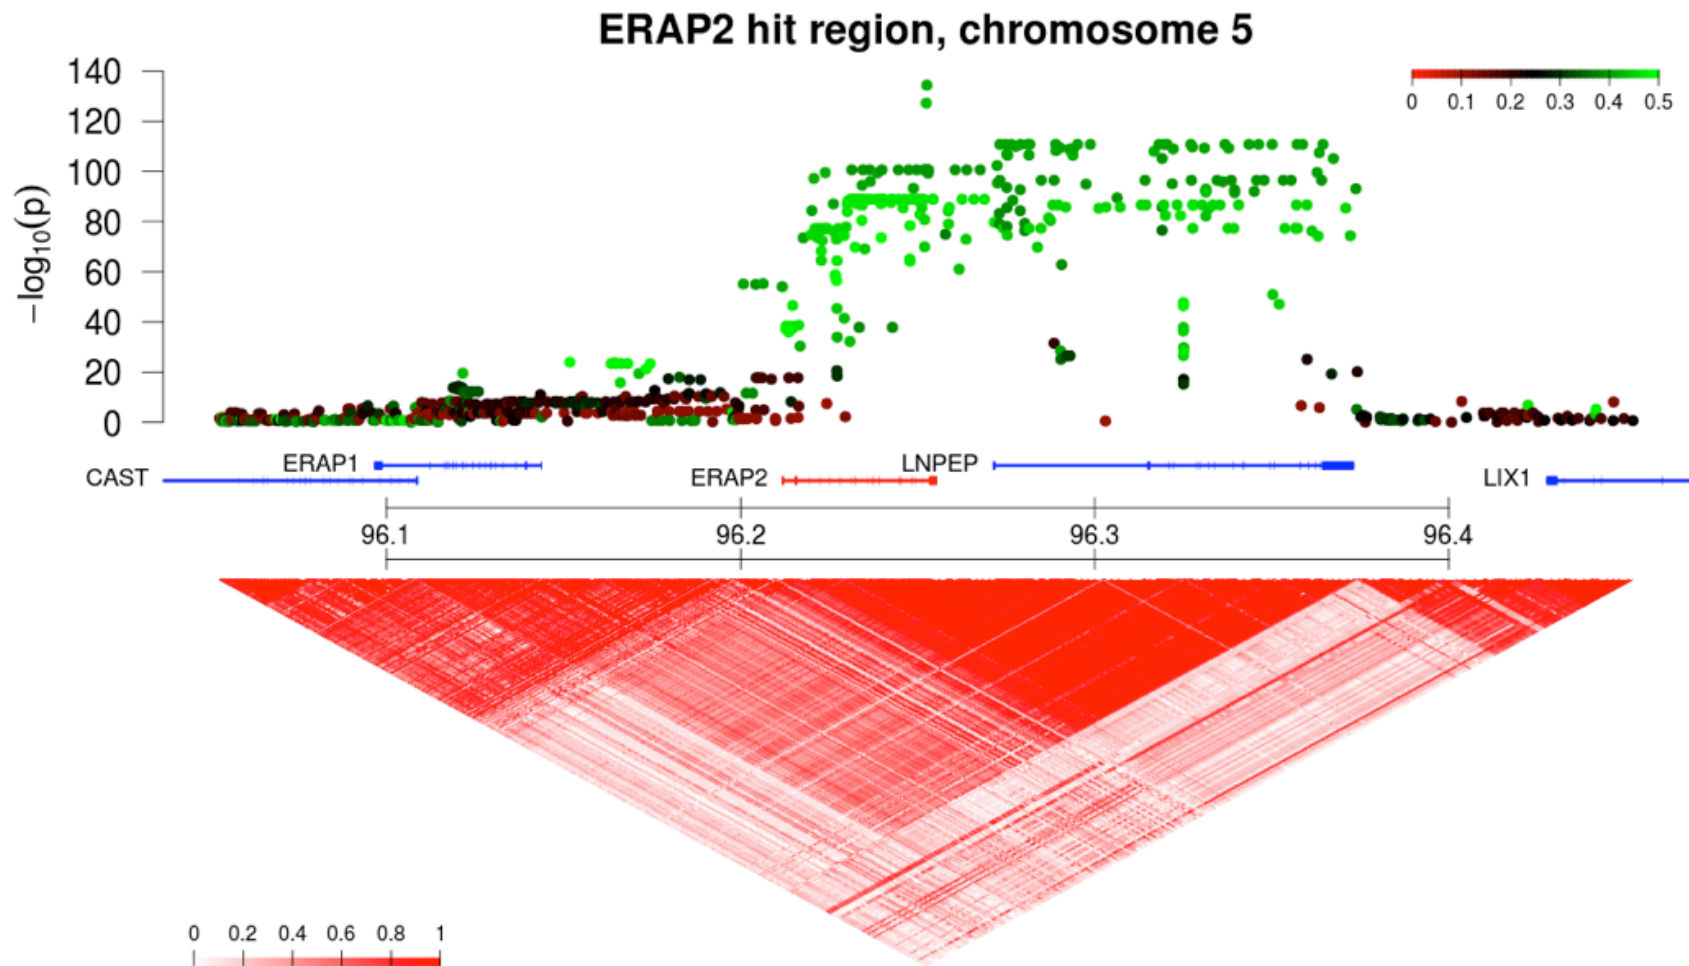 ERAP2 hit region, chromosome 5
140
120
100
80
60
40
20
0
−log10(p)
0 0.1 0.2 0.3 0.4 0.5
ERAP1 LNPEP
CAST ERAP2 LIX1
96.1 96.2 96.3 96.4
0 0.2 0.4 0.6 0.8 1